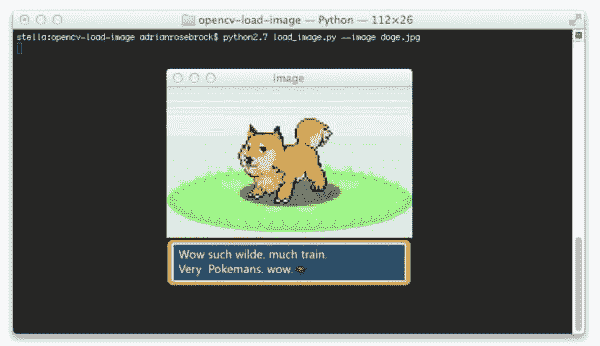 opencv-load-image — Python — 112×26
stella:opencv-load-image adrianrosebrock$ python2.7 load_image.py --image doge.jpg
Image
Wow such wilde. much train.
Very Pokemans. wow.